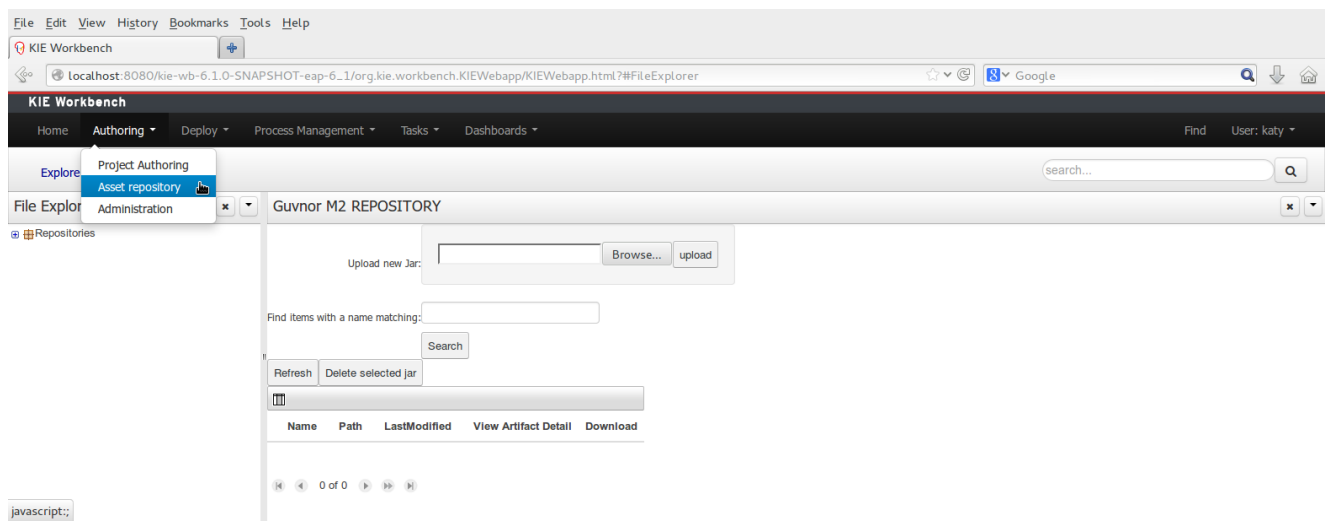 File Edit View History Bookmarks Tools Help
KIE Workbench
localhost:8080/kie-wb-6.1.0-SNAPSHOT-eap-6_1/org.kie.workbench.KIEWebapp/KIEWebapp.html?#FileExplorer
Google
KIE Workbench
Home Authoring Deploy Process Management Tasks Dashboards Find User: katy
Project Authoring
Explore search...
Asset repository
File Explor Administration Guvnor M2 REPOSITORY
Repositories
Upload new Jar: Browse... upload
Find items with a name matching:
Search
Refresh Delete selected jar
Name Path LastModified View Artifact Detail Download
0 of 0
javascript:;